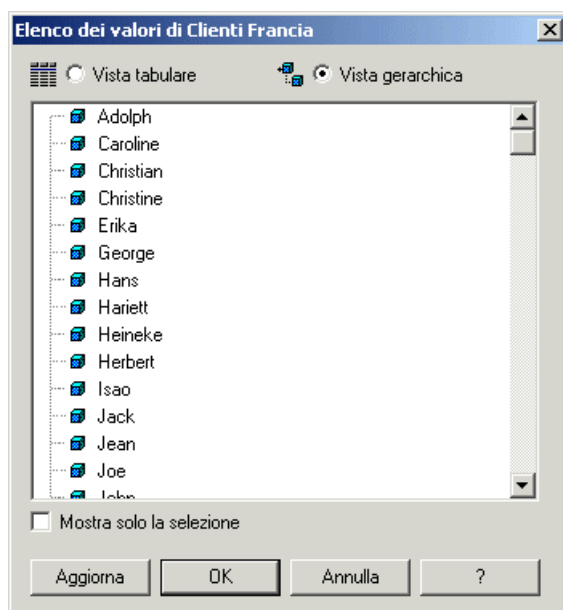 Elenco dei valori di Clienti Francia
Vista tabulare Vista gerarchica
Adolph
Caroline
Christian
Christine
Erika
George
Hans
Hariett
Heineke
Herbert
Isao
Jack
Jean
Joe
John
Mostra solo la selezione
Aggiorna OK Annulla ?